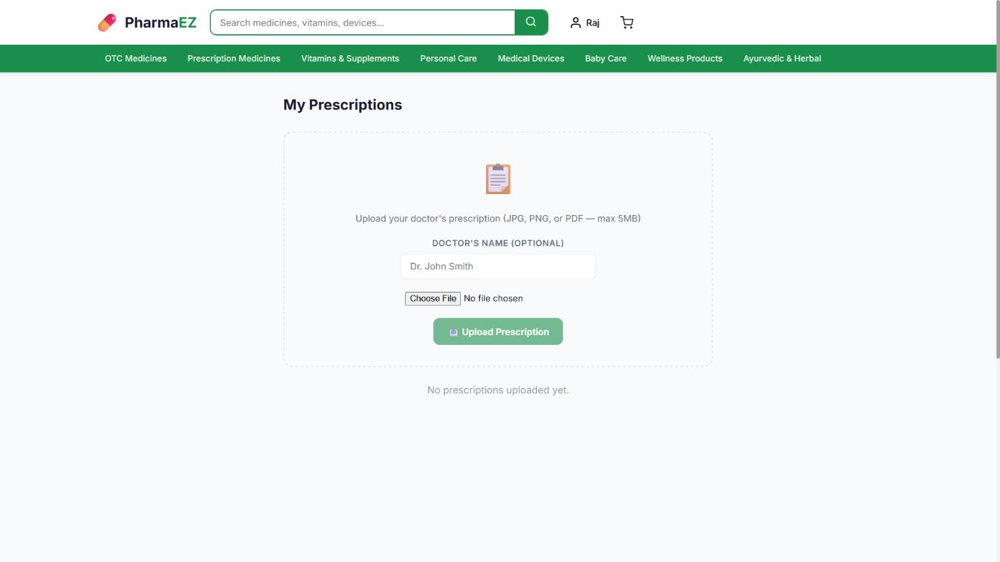 PharmaEZ
Search medicines, vitamins, devices...
Raj
OTC Medicines Prescription Medicines Vitamins & Supplements Personal Care Medical Devices Baby Care Wellness Products Ayurvedic & Herbal
My Prescriptions
Upload your doctor's prescription (JPG, PNG, or PDF — max 5MB)
DOCTOR'S NAME (OPTIONAL)
Dr. John Smith
Choose File No file chosen
Upload Prescription
No prescriptions uploaded yet.